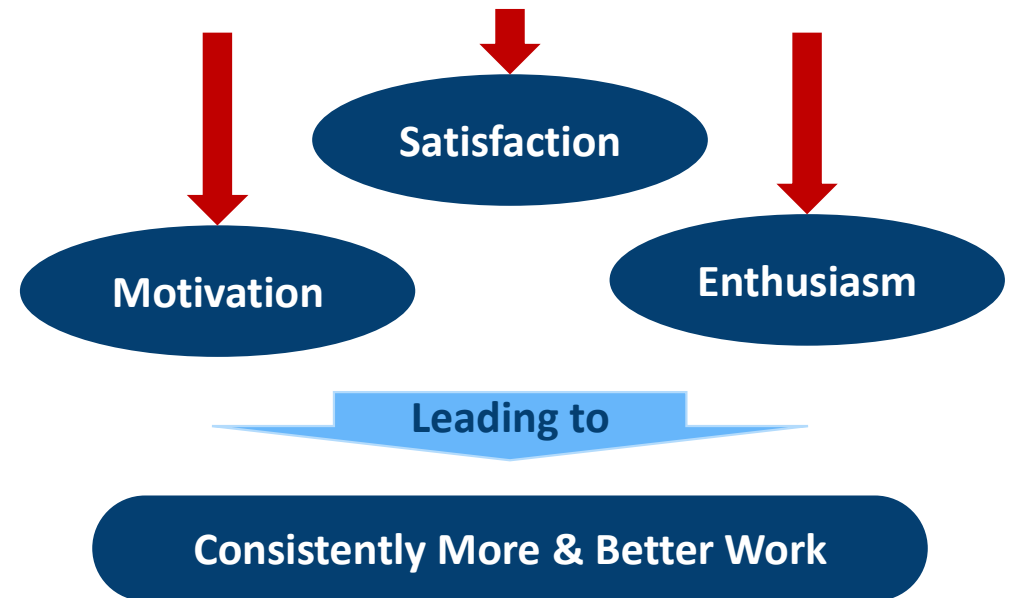 Satisfaction
Motivation
Enthusiasm
Leading to
Consistently More & Better Work